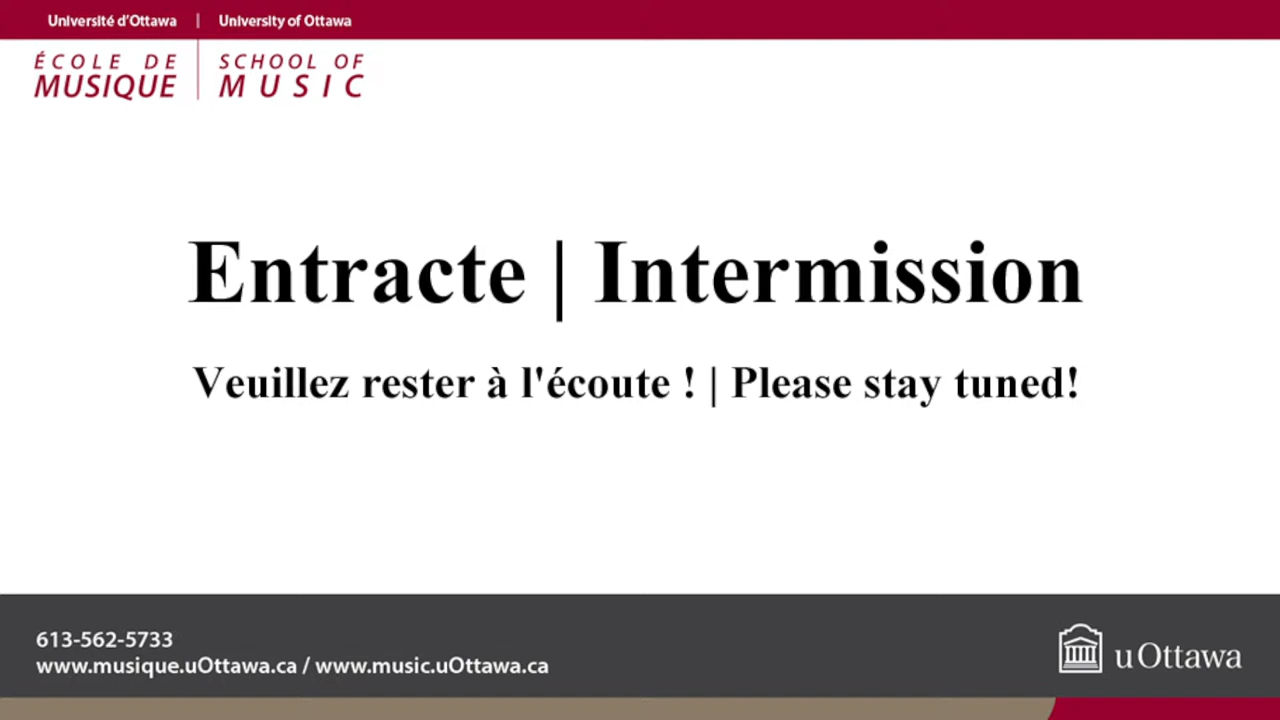 Université d'Ottawa | University of Ottawa
ÉCOLE DE MUSIQUE | SCHOOL OF MUSIC
Entracte | Intermission
Veuillez rester à l'écoute ! | Please stay tuned!
613-562-5733
www.musique.uOttawa.ca / www.music.uOttawa.ca
uOttawa